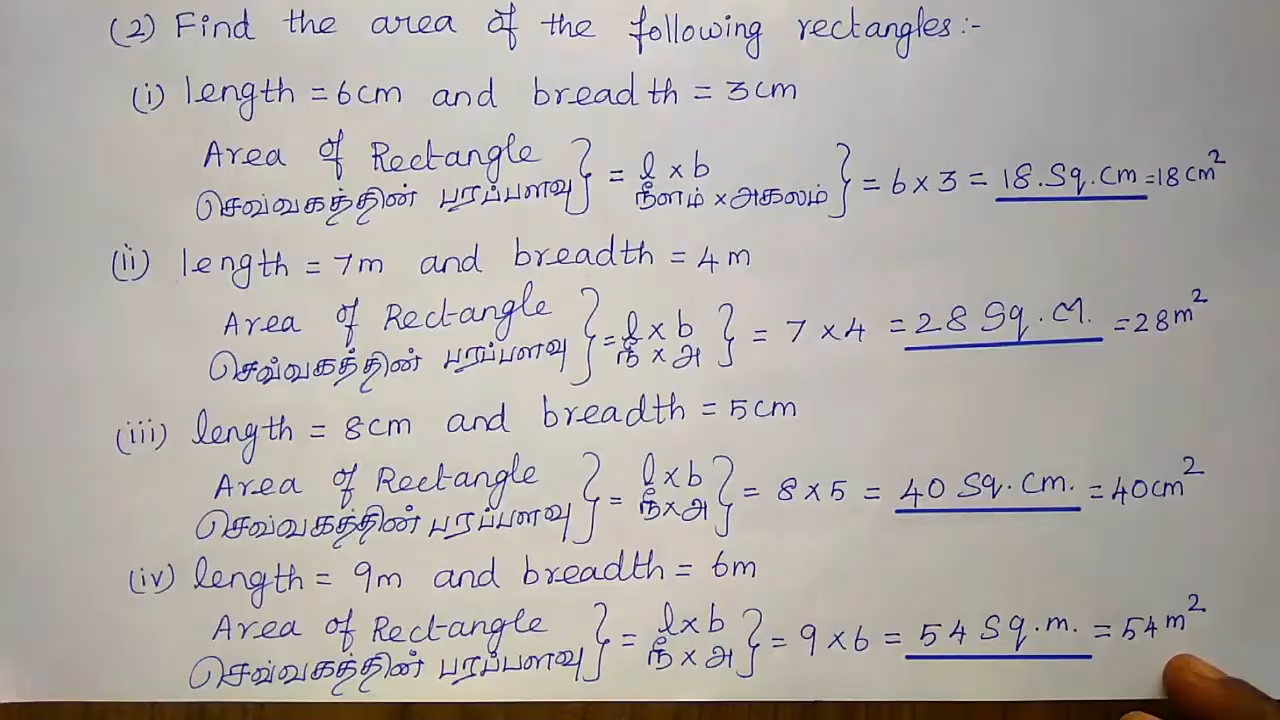 (2) Find the area of the following rectangles:-
(i) length = 6cm and breadth = 3cm
Area of Rectangle } = l x b } = 6 x 3 = 18.Sq.cm = 18cm²
செவ்வகத்தின் பரப்பளவு நீளம் x அகலம்
(ii) length = 7m and breadth = 4m
Area of Rectangle } = l x b } = 7 x 4 = 28 Sq.M. = 28m²
செவ்வகத்தின் பரப்பளவு நீ x அ
(iii) length = 8cm and breadth = 5cm
Area of Rectangle } = l x b } = 8 x 5 = 40 Sq.cm. = 40cm²
செவ்வகத்தின் பரப்பளவு நீ x அ
(iv) length = 9m and breadth = 6m
Area of Rectangle } = l x b } = 9 x 6 = 54 Sq.m. = 54m²
செவ்வகத்தின் பரப்பளவு நீ x அ